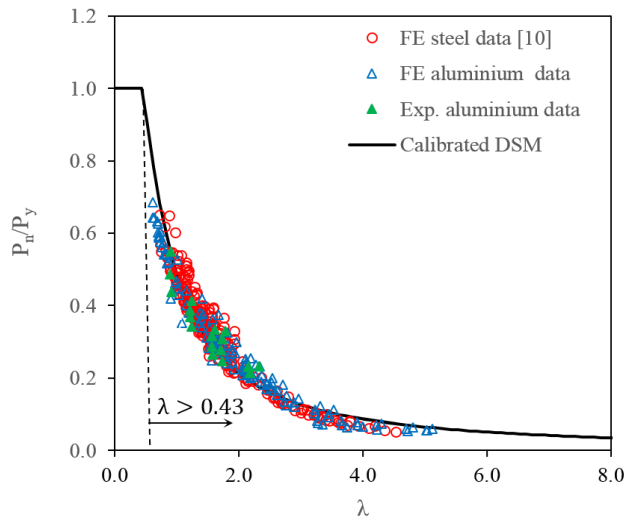 1.2
FE steel data [10]
FE aluminium data
1.0
Exp. aluminium data
Calibrated DSM
0.8
Pn/Py
0.6
0.4
0.2
λ > 0.43
0.0
0.0 2.0 4.0 6.0 8.0
λ